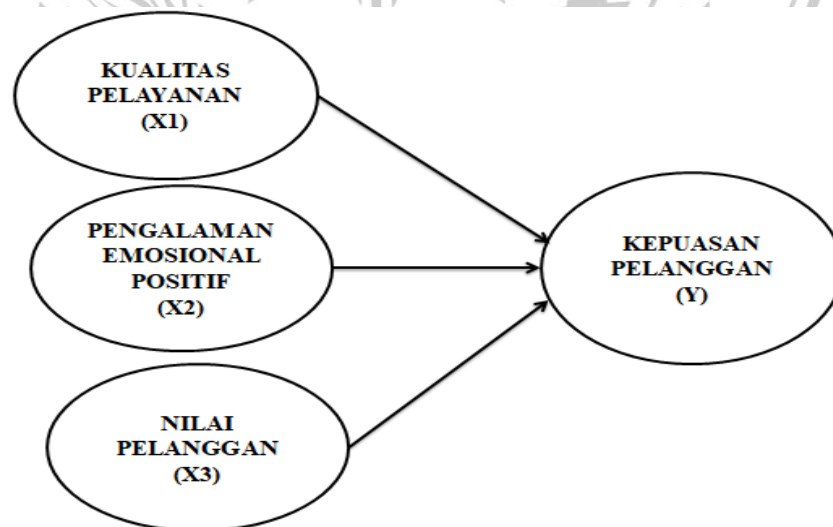 KUALITAS
PELAYANAN
(X1)
PENGALAMAN
EMOSIONAL
POSITIF
(X2)
NILAI
PELANGGAN
(X3)
KEPUASAN
PELANGGAN
(Y)